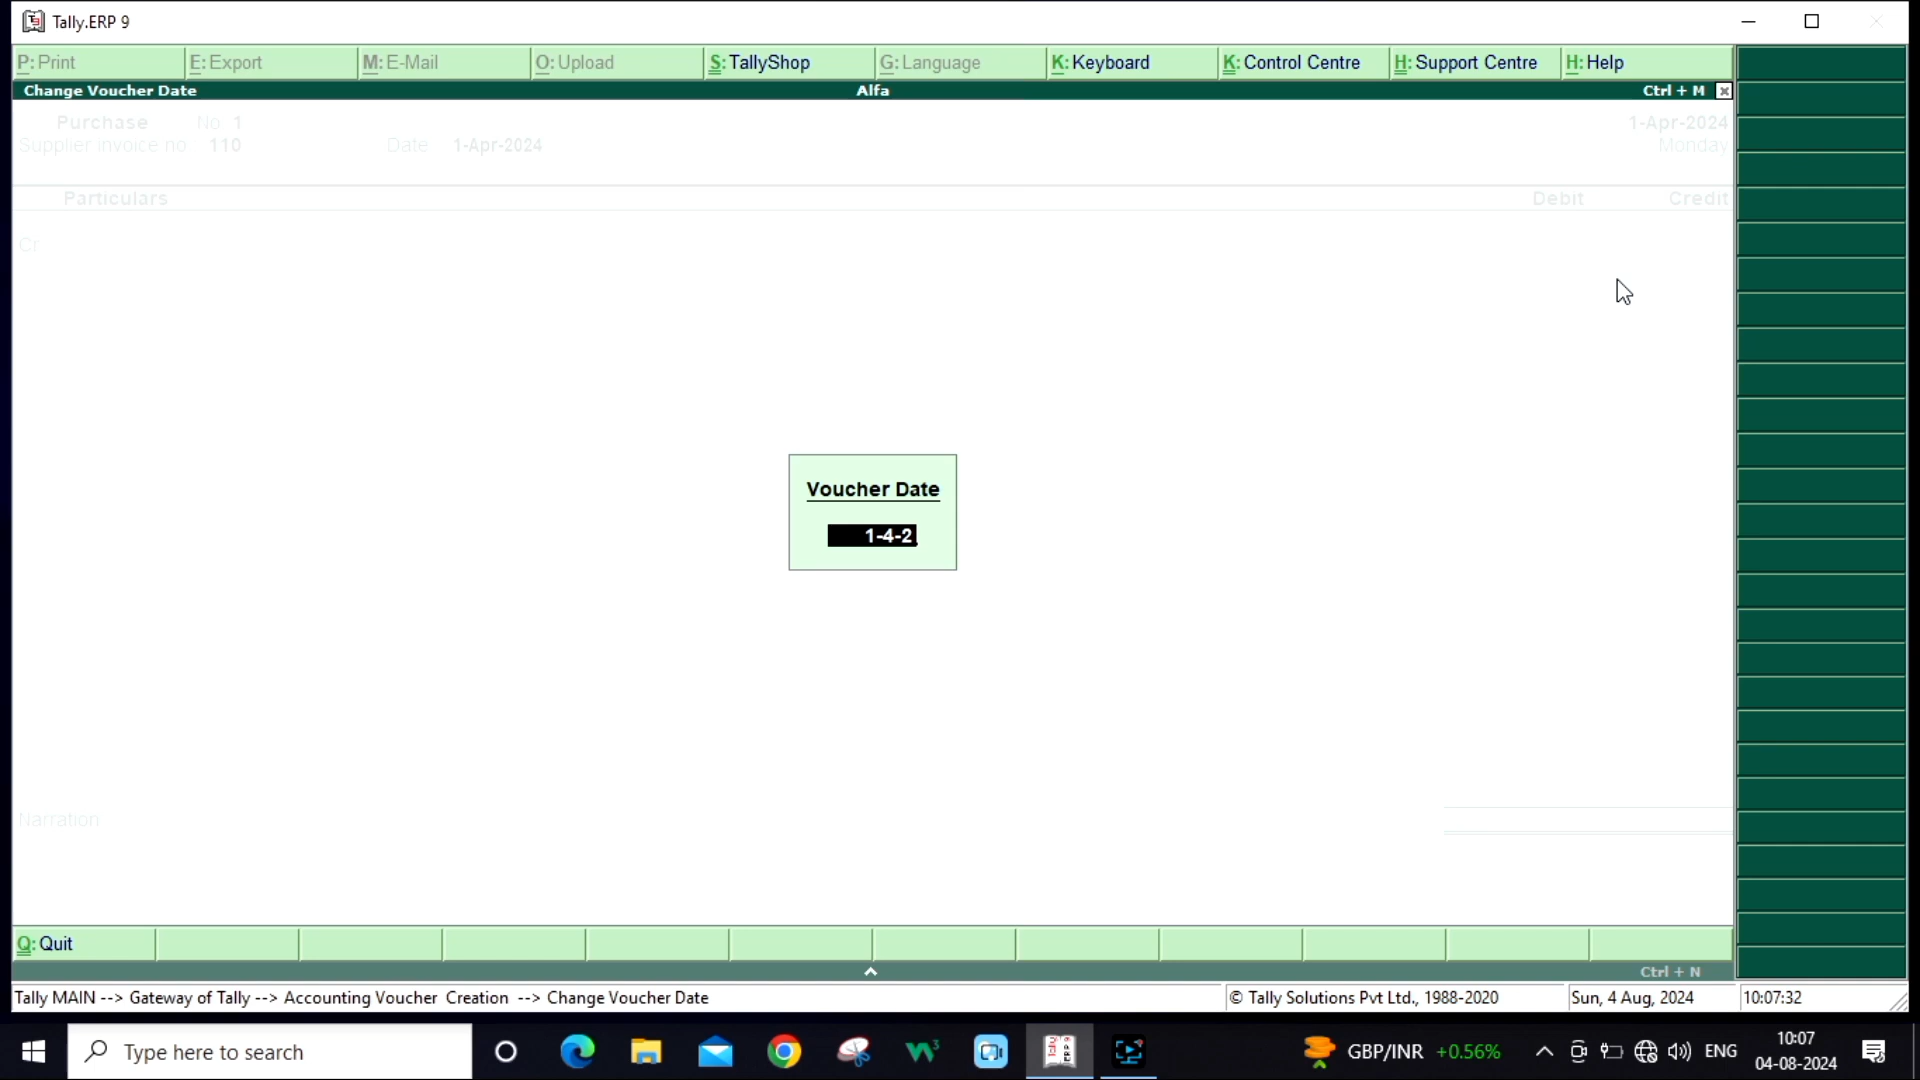 Tally.ERP 9
P: Print E: Export M: E-Mail O: Upload S: TallyShop G: Language K: Keyboard K: Control Centre H: Support Centre H: Help
Change Voucher Date Alfa Ctrl + M
Purchase No. 1 1-Apr-2024
Supplier invoice no 110 Date 1-Apr-2024 Monday
Particulars Debit Credit
Cr
Voucher Date
1-4-2
Narration
Q: Quit
Ctrl + N
Tally MAIN --> Gateway of Tally --> Accounting Voucher Creation --> Change Voucher Date © Tally Solutions Pvt Ltd., 1988-2020 Sun, 4 Aug, 2024 10:07:32
Type here to search GBP/INR +0.56% ENG 10:07
04-08-2024